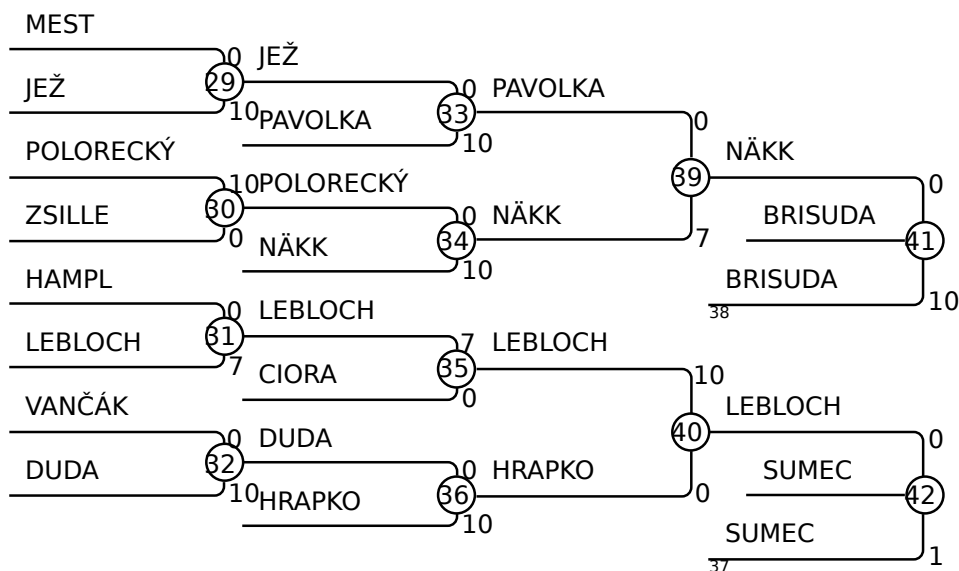 MEST
0
JEŽ
29
JEŽ
10
0
PAVOLKA
33
PAVOLKA
10
0
POLORECKÝ
39
NÄKK
10
POLORECKÝ
0
ZSILLE
30
0
NÄKK
0
BRISUDA
NÄKK
34
7
41
10
HAMPL
BRISUDA
10
38
0
LEBLOCH
LEBLOCH
31
7
LEBLOCH
7
CIORA
35
10
0
VANČÁK
LEBLOCH
0
DUDA
40
0
DUDA
32
0
HRAPKO
SUMEC
10
HRAPKO
36
0
42
10
SUMEC
1
37